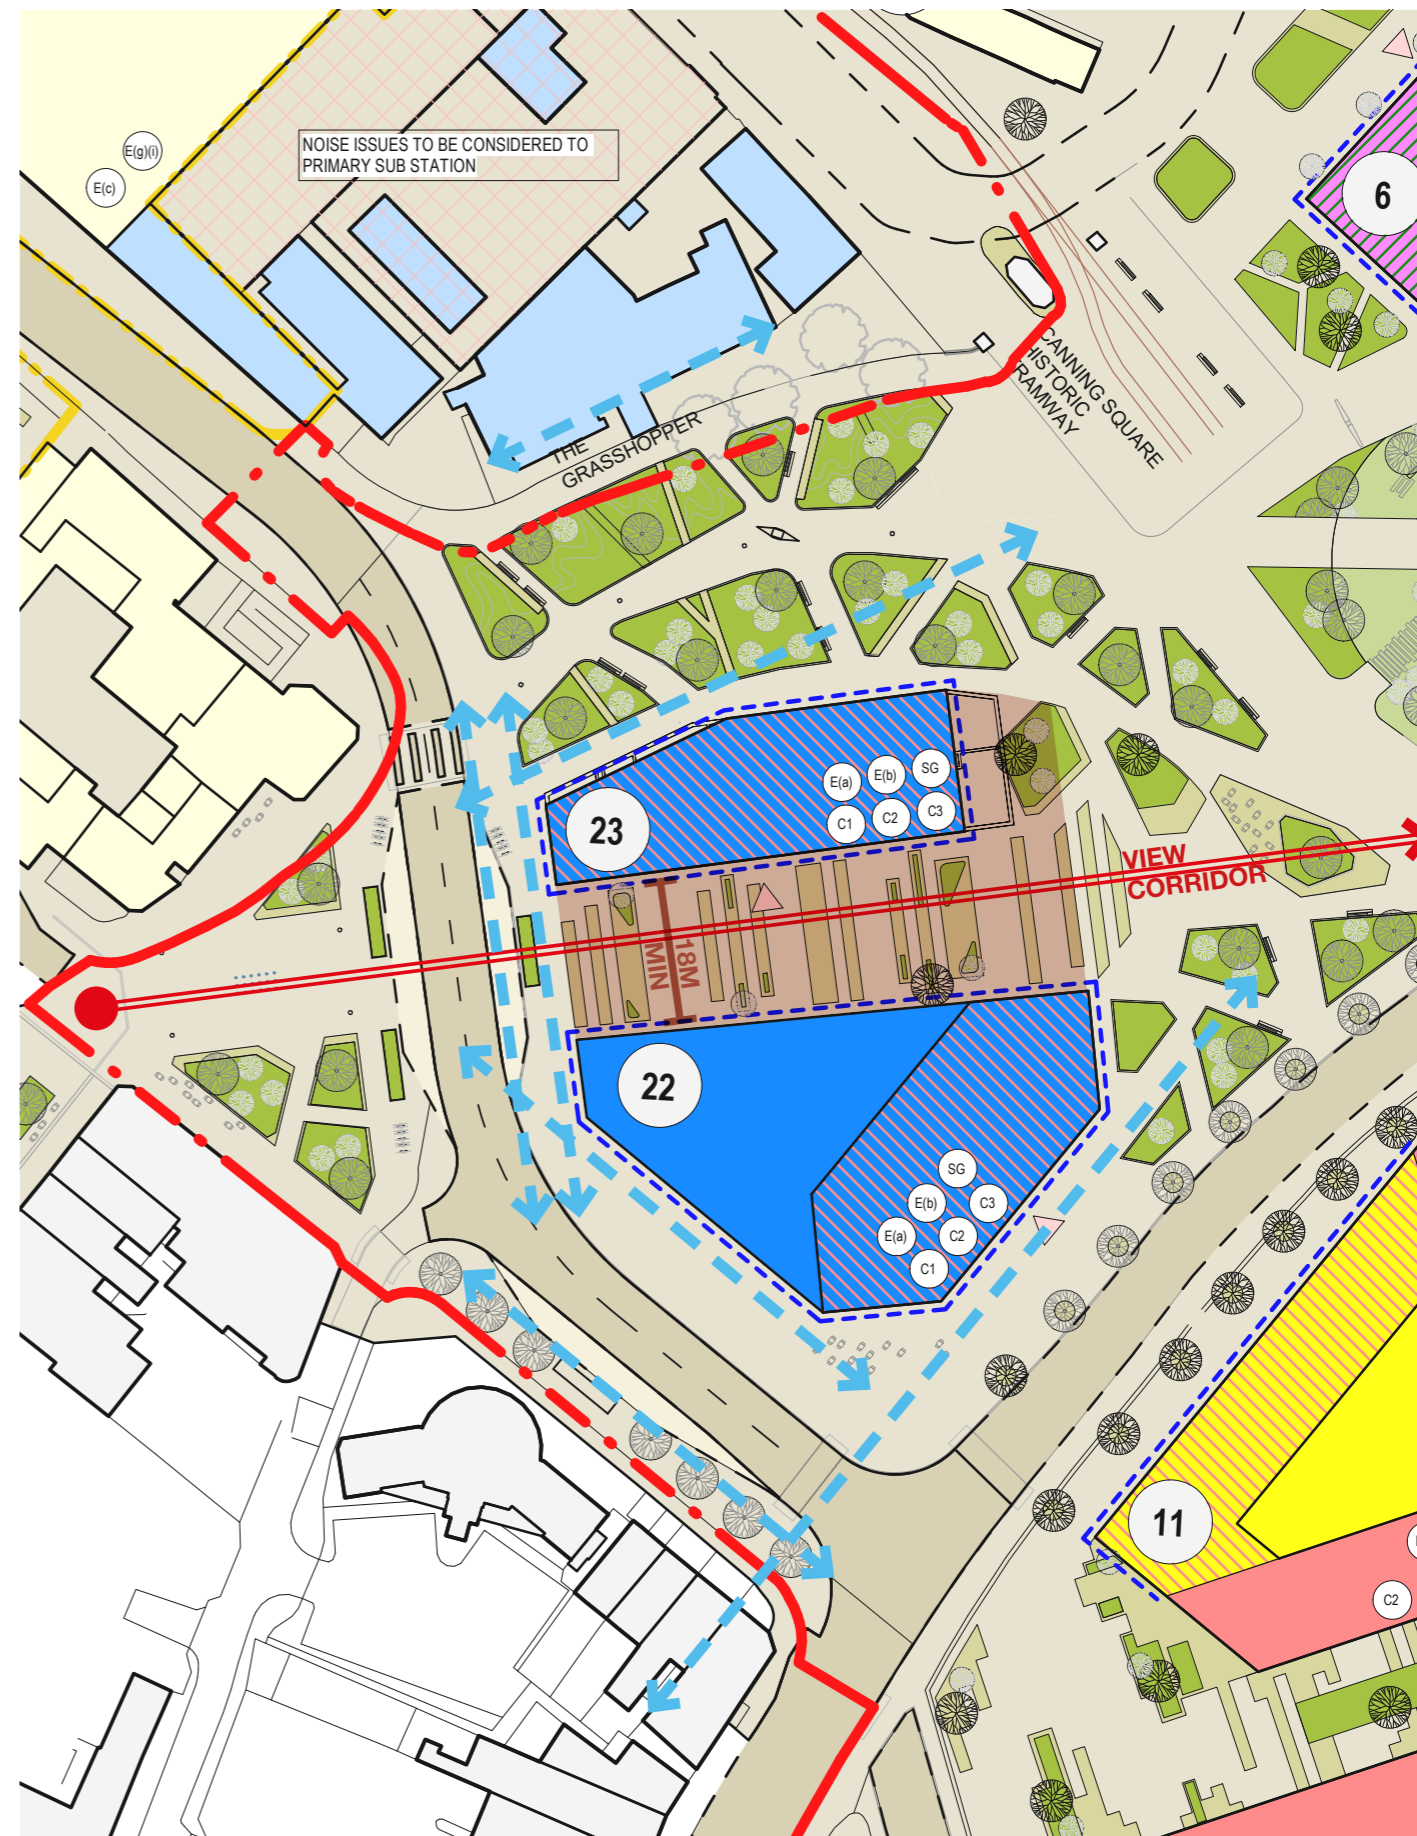 NOISE ISSUES TO BE CONSIDERED TO
PRIMARY SUB STATION
E(g)(i)
E(c)
6
CANNING SQUARE
HISTORIC
TRAMWAY
THE
GRASSHOPPER
23
E(a)
E(b)
SG
C1
C2
C3
VIEW
CORRIDOR
18M
MIN
22
SG
E(b)
C3
E(a)
C2
C1
11
C2